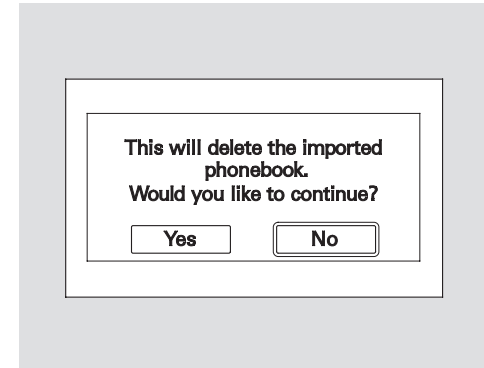 This will delete the imported
phonebook.
Would you like to continue?
Yes
No